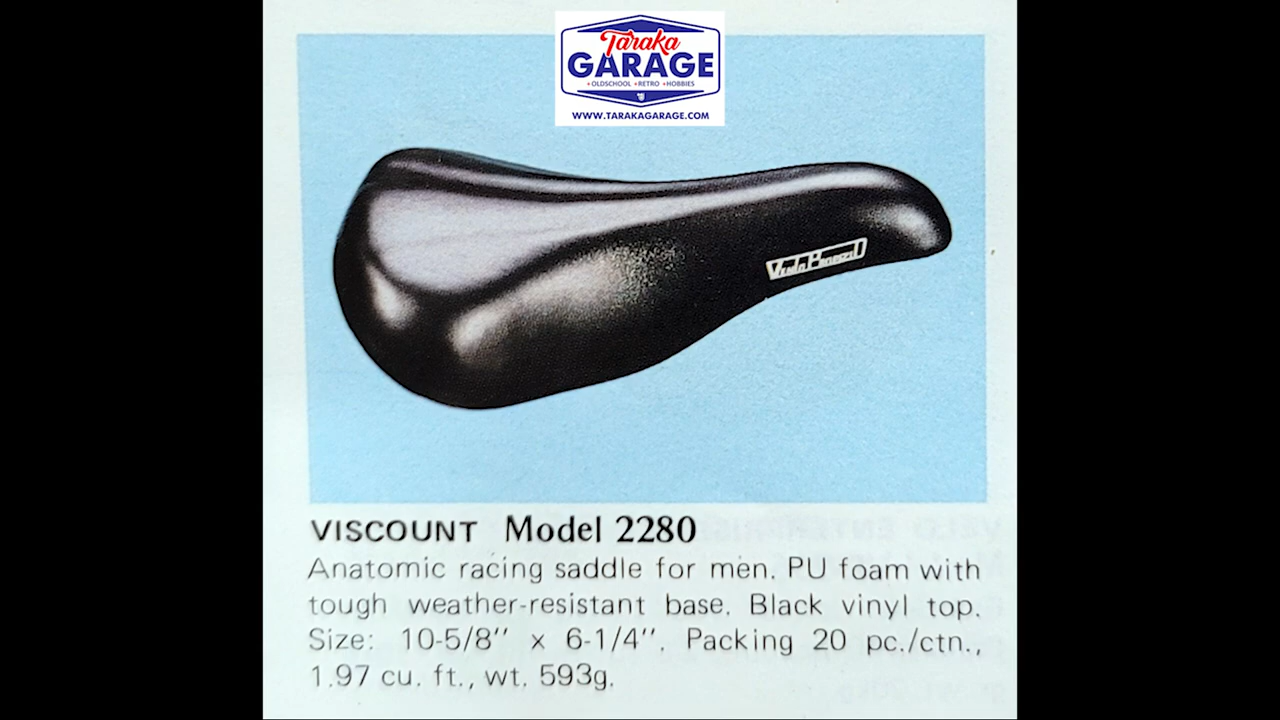 Taraka
GARAGE
•OLDSCHOOL •RETRO •HOBBIES
WWW.TARAKAGARAGE.COM
VISCOUNT Model 2280
Anatomic racing saddle for men. PU foam with
tough weather-resistant base. Black vinyl top.
Size: 10-5/8'' x 6-1/4''. Packing 20 pc./ctn.,
1.97 cu. ft., wt. 593g.